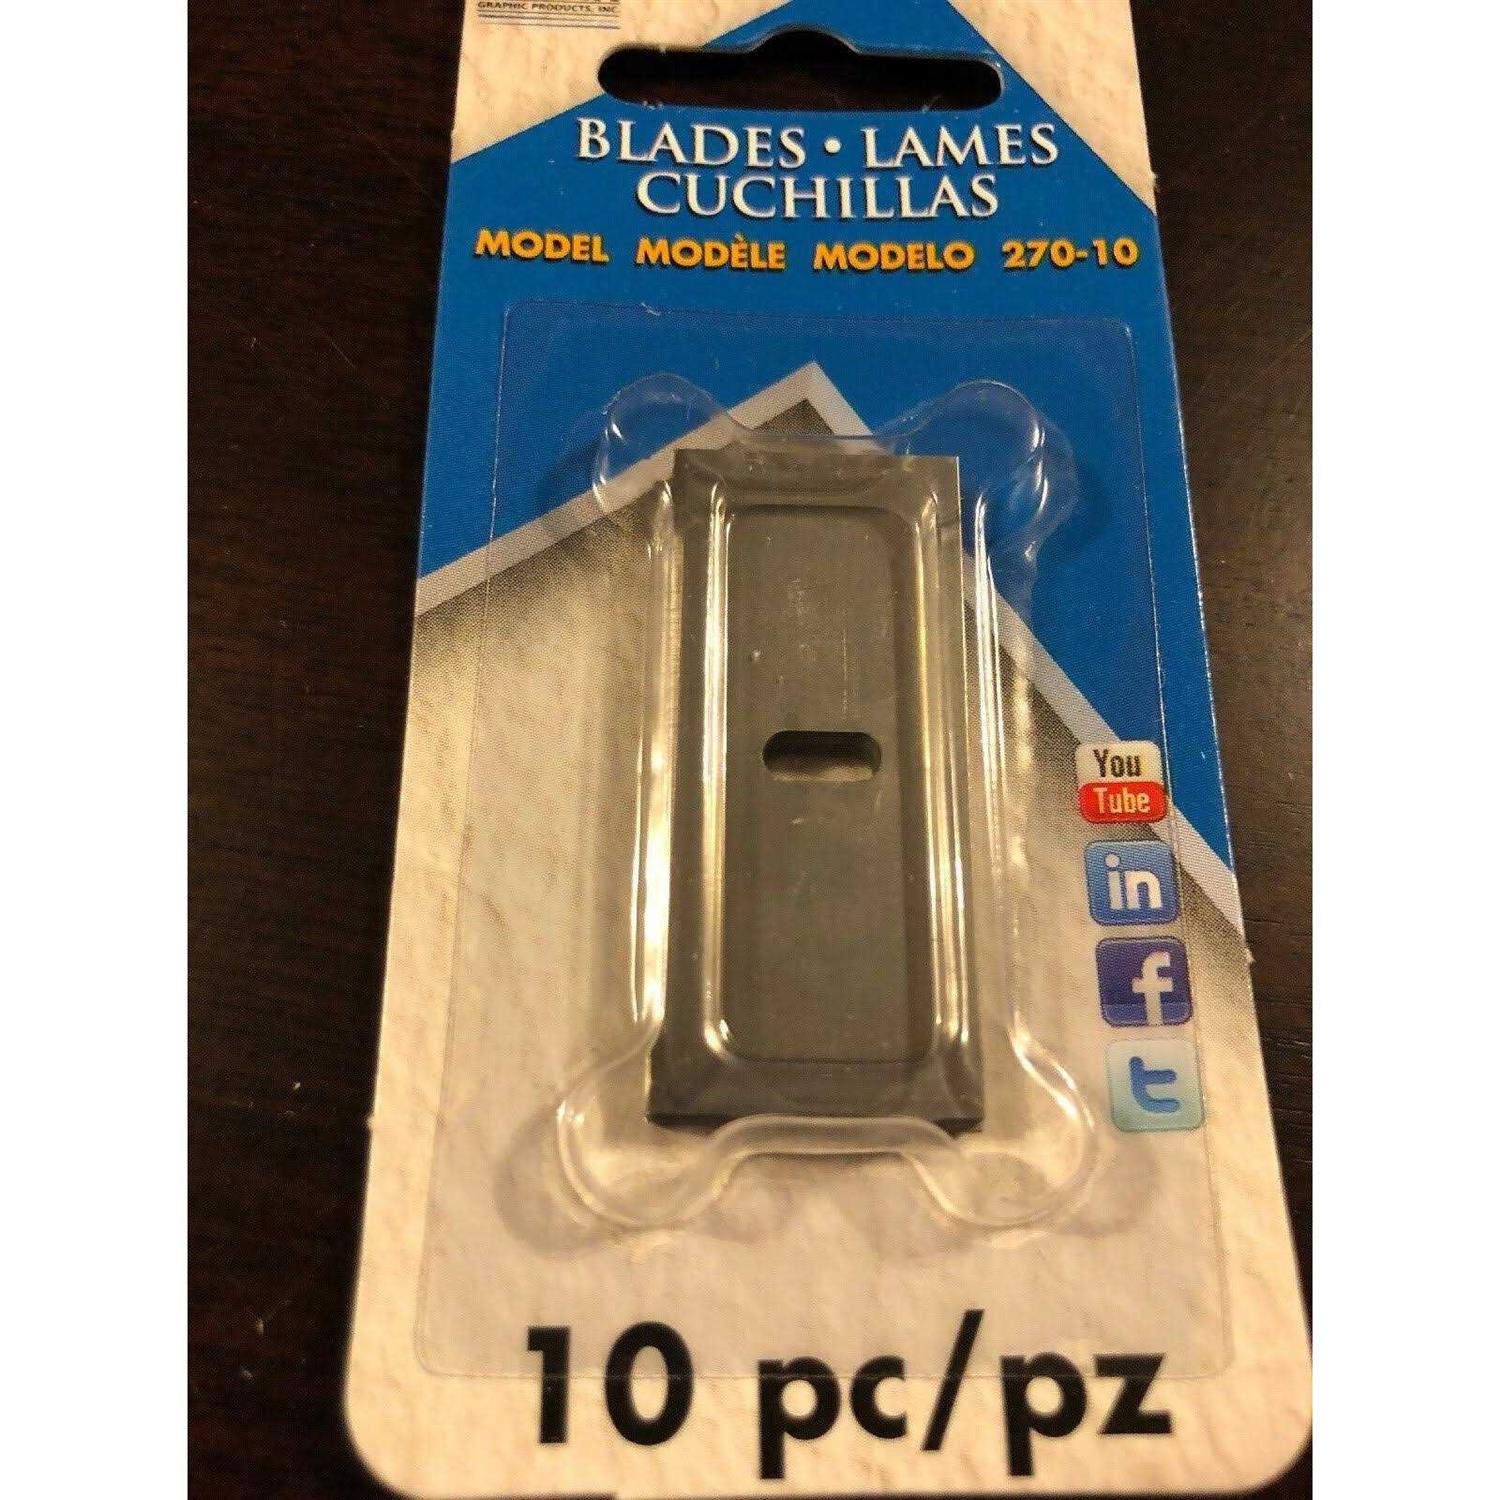 GRAPHIC PRODUCTS, INC.
BLADES • LAMES
CUCHILLAS
MODEL MODÈLE MODELO 270-10
You
Tube
in
f
t
10 pc/pz